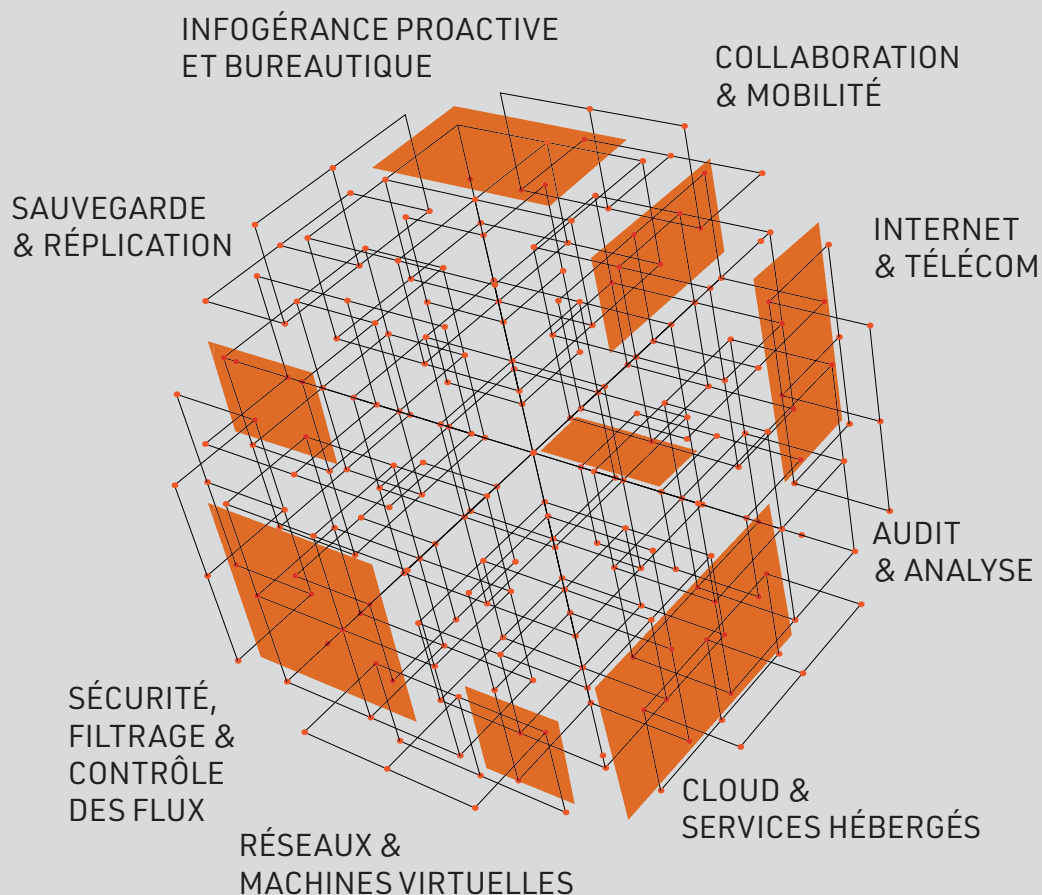 INFOGÉRANCE PROACTIVE
ET BUREAUTIQUE
COLLABORATION
& MOBILITÉ
SAUVEGARDE
& RÉPLICATION
INTERNET
& TÉLÉCOM
AUDIT
& ANALYSE
SÉCURITÉ,
FILTRAGE &
CONTRÔLE
DES FLUX
CLOUD &
SERVICES HÉBERGÉS
RÉSEAUX &
MACHINES VIRTUELLES